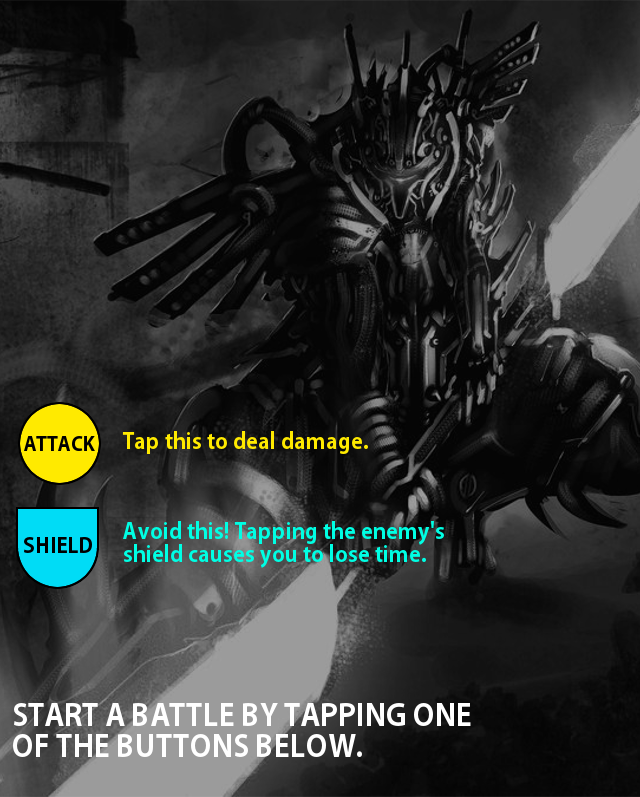 ATTACK
Tap this to deal damage.
SHIELD
Avoid this! Tapping the enemy's
shield causes you to lose time.
START A BATTLE BY TAPPING ONE
OF THE BUTTONS BELOW.